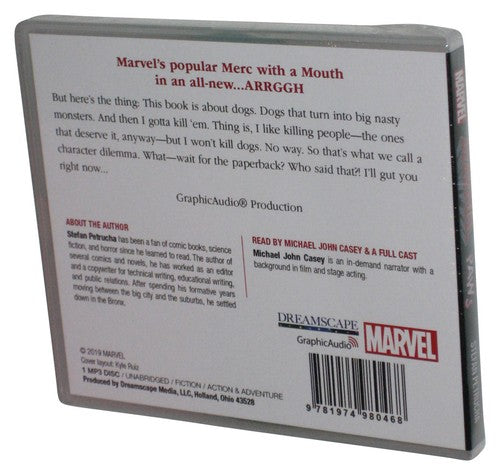 Marvel's popular Merc with a Mouth
in an all-new...ARRGGH
But here's the thing: This book is about dogs. Dogs that turn into big nasty
monsters. And then I gotta kill 'em. Thing is, I like killing people—the ones
that deserve it, anyway—but I won't kill dogs. No way. So that's what we call a
character dilemma. What—wait for the paperback? Who said that?! I'll gut you
right now...
GraphicAudio® Production
ABOUT THE AUTHOR
Stefan Petrucha has been a fan of comic books, science
fiction, and horror since he learned to read. The author of
several comics and novels, he has worked as an editor
and a copywriter for technical writing, educational writing,
and public relations. After spending his formative years
moving between the big city and the suburbs, he settled
down in the Bronx.
READ BY MICHAEL JOHN CASEY & A FULL CAST
Michael John Casey is an in-demand narrator with a
background in film and stage acting.
DREAMSCAPE
GraphicAudio
MARVEL
© 2019 MARVEL
Cover layout: Kyle Ruiz
1 MP3 DISC / UNABRIDGED / FICTION / ACTION & ADVENTURE
Produced by Dreamscape Media, LLC, Holland, Ohio 43528
9 781974 980468
MARVEL
PAWS